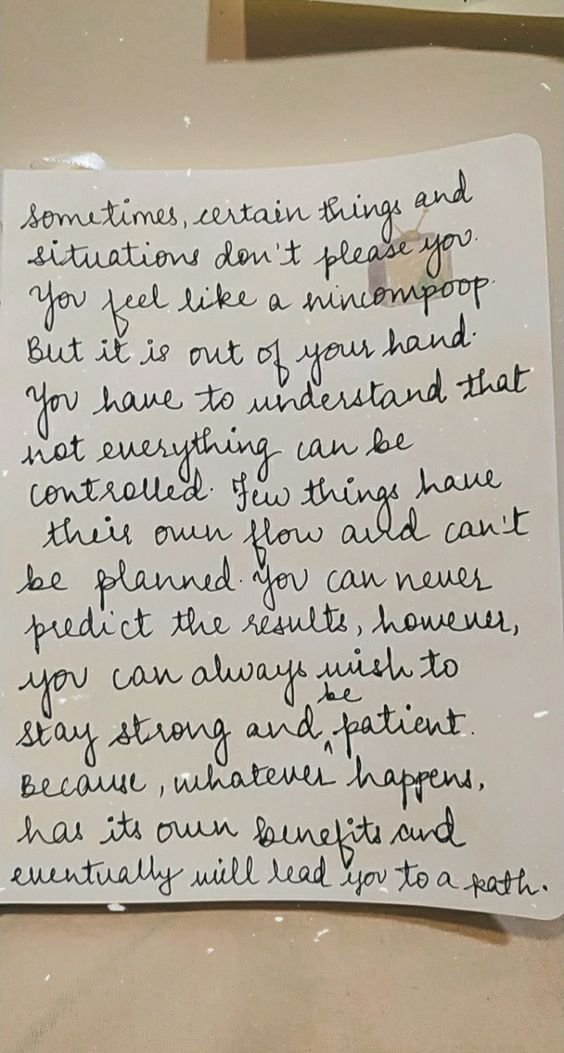 sometimes, certain things and
situations don't please you.
You feel like a nincompoop.
But it is out of your hand.
You have to understand that
not everything can be
controlled. Few things have
their own flow and can't
be planned. You can never
predict the results, however,
you can always wish to
stay strong and be patient.
Because, whatever happens,
has its own benefits and
eventually will lead you to a path.